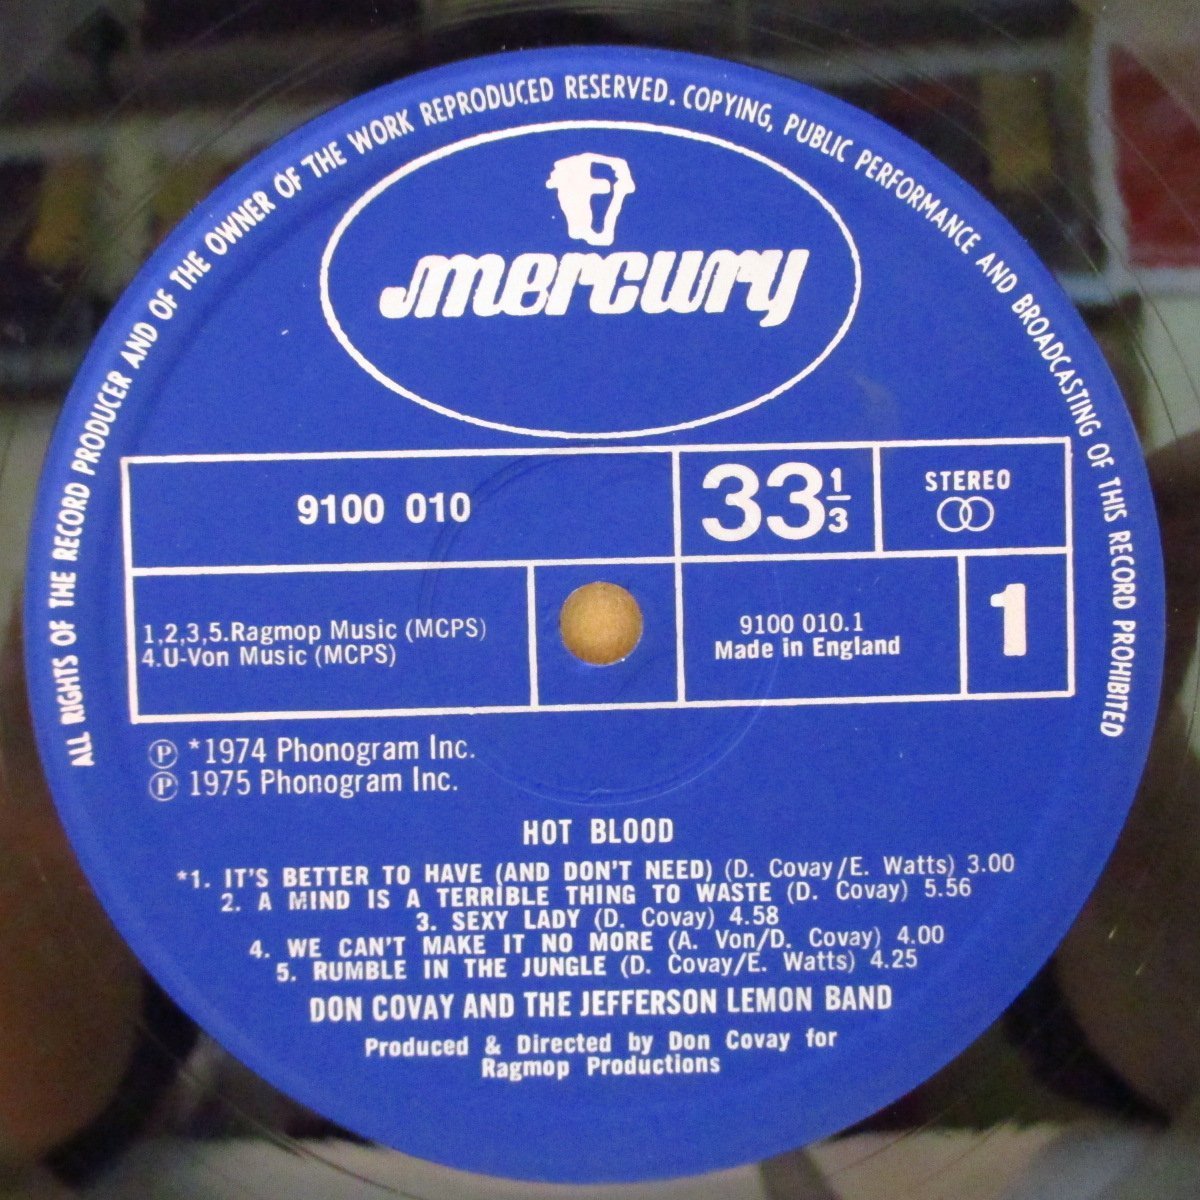 ALL RIGHTS OF THE RECORD PRODUCER AND OF THE OWNER OF THE WORK REPRODUCED RESERVED. COPYING, PUBLIC PERFORMANCE AND BROADCASTING OF THIS RECORD PROHIBITED
mercury
9100 010
33 1/3
STEREO
1,2,3,5.Ragmop Music (MCPS)
4.U-Von Music (MCPS)
9100 010.1
Made in England
1
Ⓟ *1974 Phonogram Inc.
Ⓟ 1975 Phonogram Inc.
HOT BLOOD
*1. IT'S BETTER TO HAVE (AND DON'T NEED) (D. Covay/E. Watts) 3.00
2. A MIND IS A TERRIBLE THING TO WASTE (D. Covay) 5.56
3. SEXY LADY (D. Covay) 4.58
4. WE CAN'T MAKE IT NO MORE (A. Von/D. Covay) 4.00
5. RUMBLE IN THE JUNGLE (D. Covay/E. Watts) 4.25
DON COVAY AND THE JEFFERSON LEMON BAND
Produced & Directed by Don Covay for
Ragmop Productions